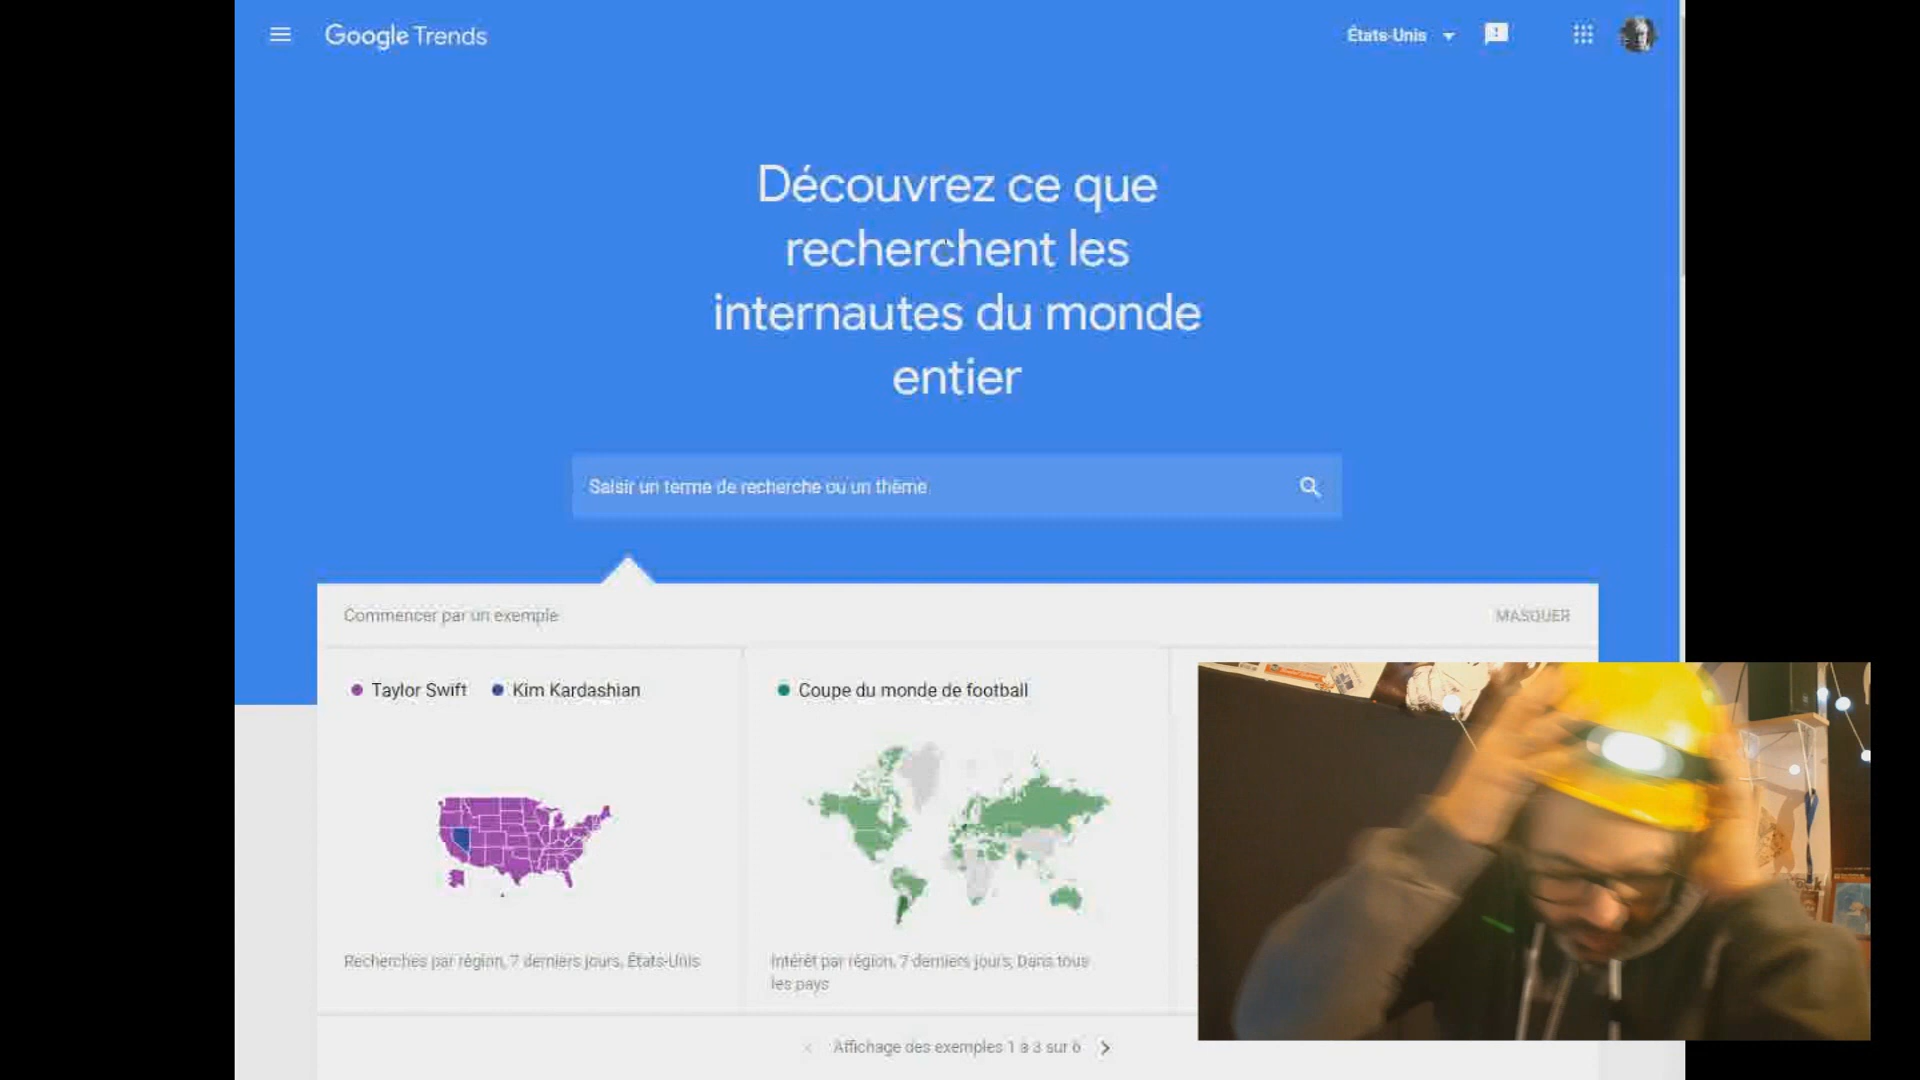 Google Trends
États-Unis
Découvrez ce que
recherchent les
internautes du monde
entier
Saisir un terme de recherche ou un thème
Commencer par un exemple
MASQUER
Taylor Swift
Kim Kardashian
Coupe du monde de football
Recherches par région, 7 derniers jours, États-Unis
Intérêt par région, 7 derniers jours, Dans tous
les pays
Affichage des exemples 1 à 3 sur 6